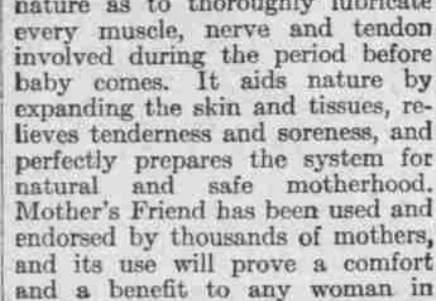 nature as to thoroughly lubricate
every muscle, nerve and tendon
involved during the period before
baby comes. It aids nature by
expanding the skin and tissues, re-
lieves tenderness and soreness, and
perfectly prepares the system for
natural and safe motherhood.
Mother's Friend has been used and
endorsed by thousands of mothers,
and its use will prove a comfort
and a benefit to any woman in